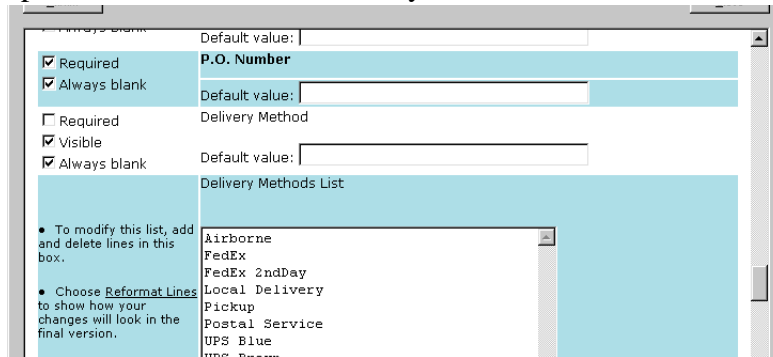 Default value:
Required
P.O. Number
Always blank
Default value:
Required
Delivery Method
Visible
Always blank
Default value:
Delivery Methods List
• To modify this list, add
and delete lines in this
box.
• Choose Reformat Lines
to show how your
changes will look in the
final version.
Airborne
FedEx
FedEx 2ndDay
Local Delivery
Pickup
Postal Service
UPS Blue